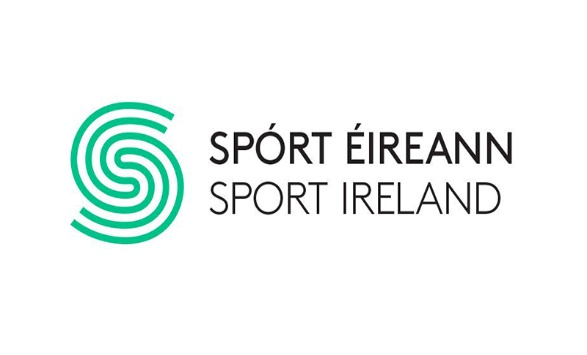 SPÓRT ÉIREANN
SPORT IRELAND